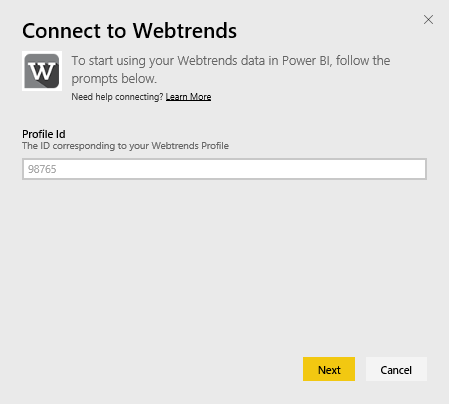 Connect to Webtrends
W
To start using your Webtrends data in Power BI, follow the
prompts below.
Need help connecting? Learn More
Profile Id
The ID corresponding to your Webtrends Profile
98765
Next
Cancel